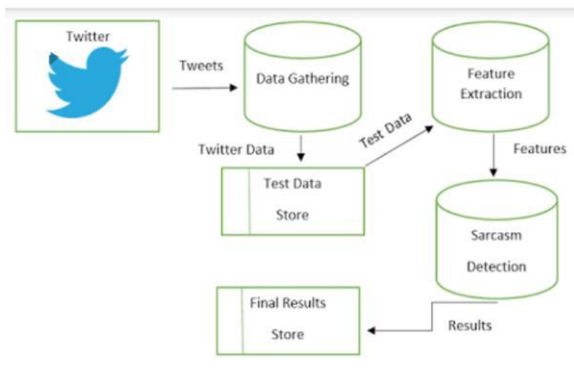 Twitter
Tweets
Data Gathering
Twitter Data
Test Data
Store
Test Data
Feature
Extraction
Features
Sarcasm
Detection
Results
Final Results
Store